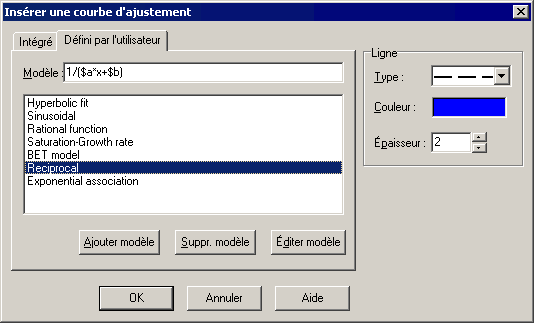 Insérer une courbe d'ajustement
Intégré
Défini par l'utilisateur
Modèle : 1/($a*x+$b)
Hyperbolic fit
Sinusoidal
Rational function
Saturation-Growth rate
BET model
Reciprocal
Exponential association
Ajouter modèle
Suppr. modèle
Éditer modèle
Ligne
Type :
Couleur :
Épaisseur : 2
OK
Annuler
Aide